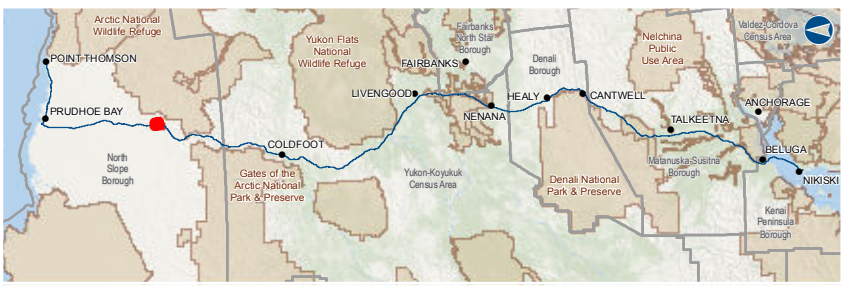 Arctic National
Wildlife Refuge
POINT THOMSON
PRUDHOE BAY
North
Slope
Borough
COLDFOOT
Gates of the
Arctic National
Park & Preserve
Yukon Flats
National
Wildlife Refuge
LIVENGOOD
FAIRBANKS
Fairbanks
North Star
Borough
NENANA
Yukon-Koyukuk
Census Area
Denali
Borough
HEALY
CANTWELL
Denali National
Park & Preserve
Nelchina
Public
Use Area
TALKEETNA
Matanuska-Susitna
Borough
Valdez-Cordova
Census Area
ANCHORAGE
BELUGA
NIKISKI
Kenai
Peninsula
Borough